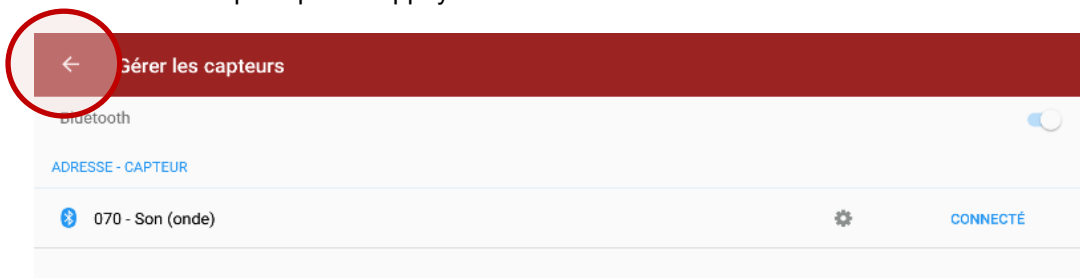 Gérer les capteurs
Bluetooth
ADRESSE - CAPTEUR
070 - Son (onde)
CONNECTÉ